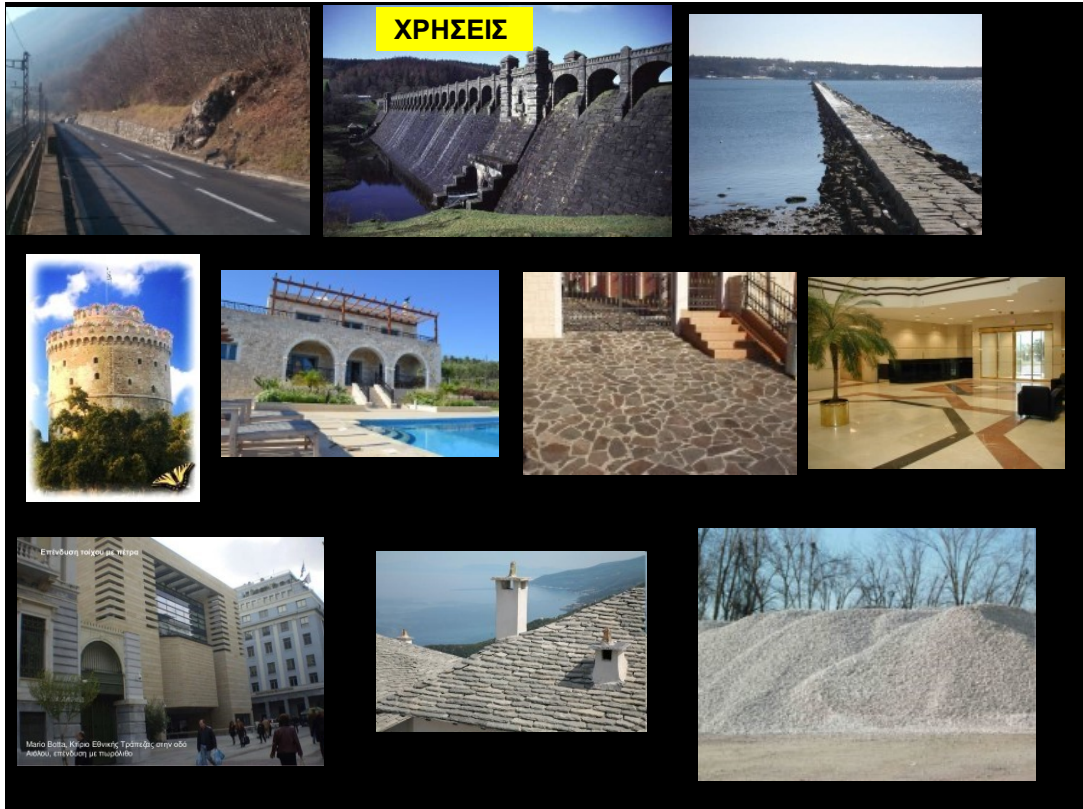 ΧΡΗΣΕΙΣ
Επένδυση τοίχου με πέτρα
Mario Botta, Κτίριο Εθνικής Τράπεζας στην οδό
Αιόλου, επένδυση με πωρόλιθο